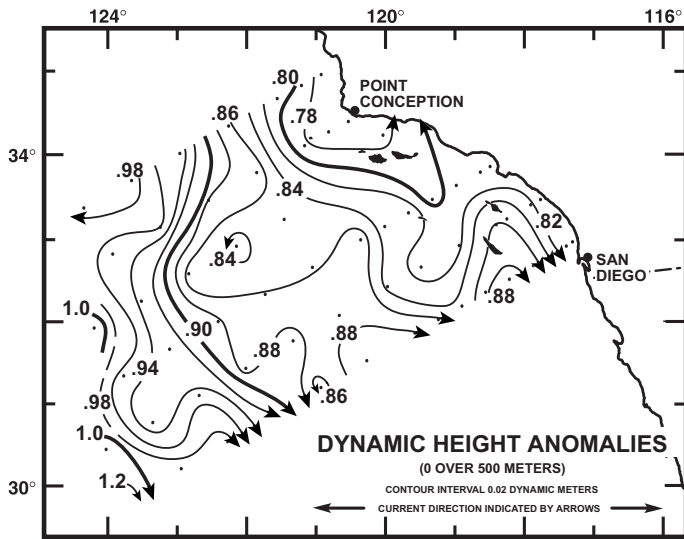 124° 120° 116°
.80
POINT
CONCEPTION
.86
.78
34°
.98
.84
.82
.84
SAN
DIEGO
.88
1.0
.90
.88
.88
.94
.86
.98
1.0
DYNAMIC HEIGHT ANOMALIES
(0 OVER 500 METERS)
1.2
30°
CONTOUR INTERVAL 0.02 DYNAMIC METERS
CURRENT DIRECTION INDICATED BY ARROWS